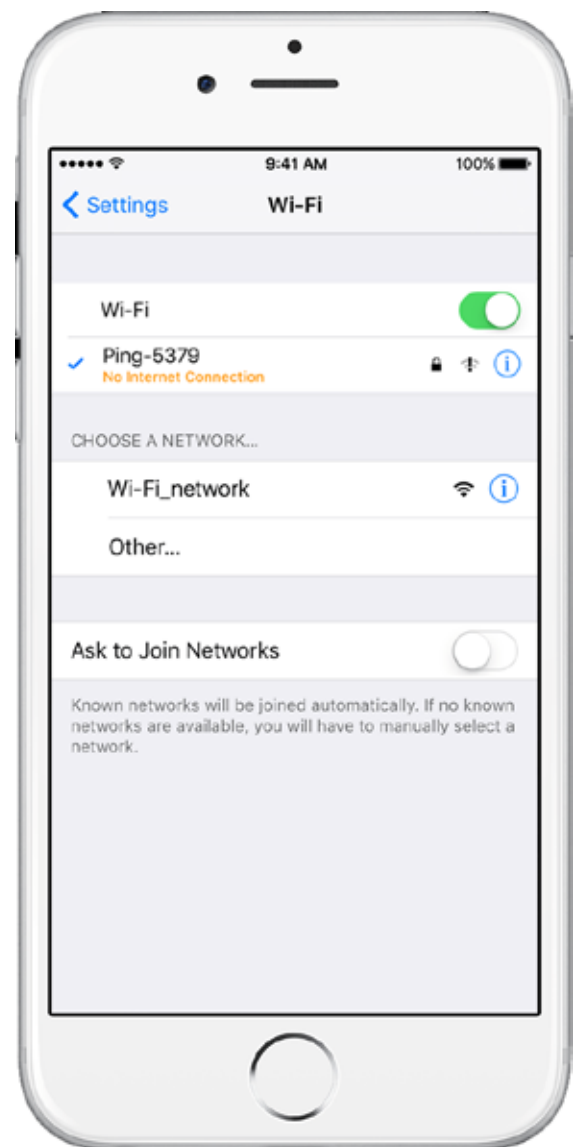 9:41 AM 100%
Settings Wi-Fi
Wi-Fi
Ping-5379
No Internet Connection
CHOOSE A NETWORK...
Wi-Fi_network
Other...
Ask to Join Networks
Known networks will be joined automatically. If no known
networks are available, you will have to manually select a
network.